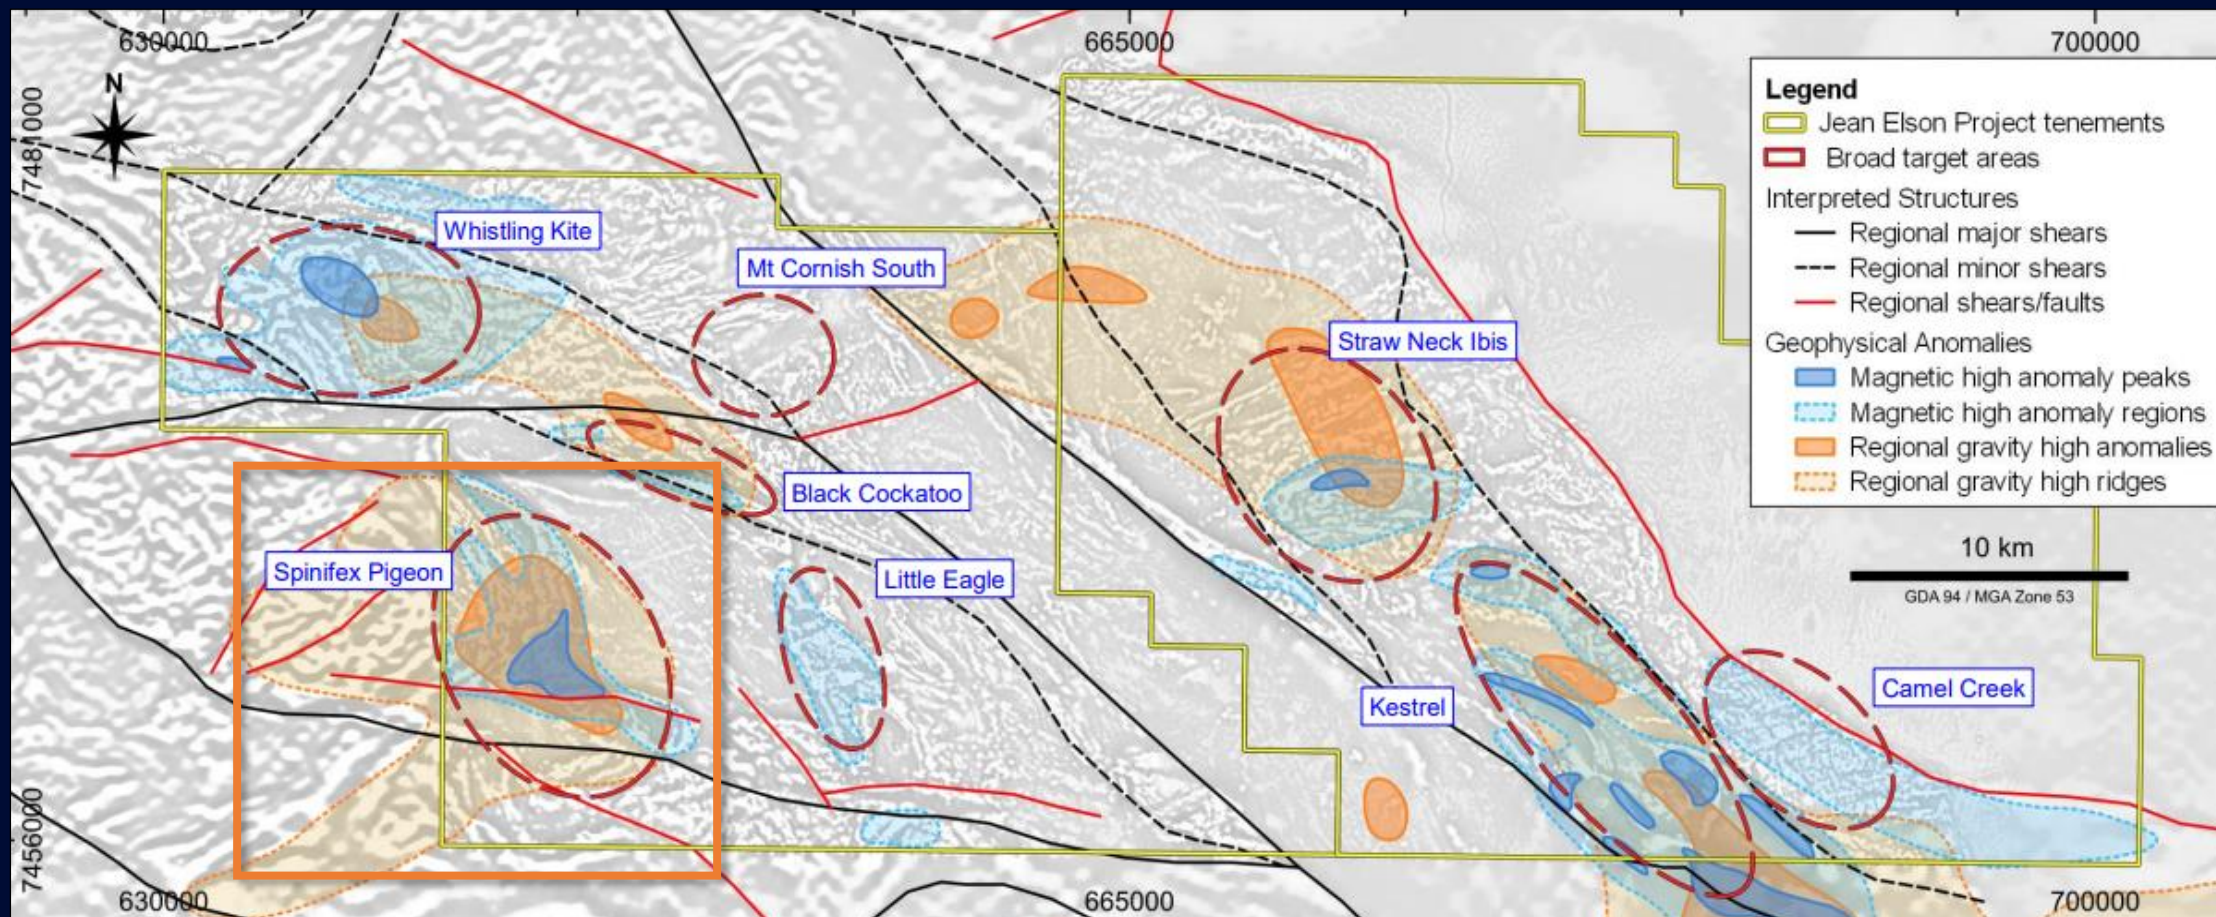 630000
665000
700000
N
7481000
Legend
Jean Elson Project tenements
Broad target areas
Interpreted Structures
Regional major shears
Regional minor shears
Regional shears/faults
Geophysical Anomalies
Magnetic high anomaly peaks
Magnetic high anomaly regions
Regional gravity high anomalies
Regional gravity high ridges
Whistling Kite
Mt Cornish South
Straw Neck Ibis
Black Cockatoo
Spinifex Pigeon
Little Eagle
10 km
GDA 94 / MGA Zone 53
Kestrel
Camel Creek
7456000
630000
665000
700000